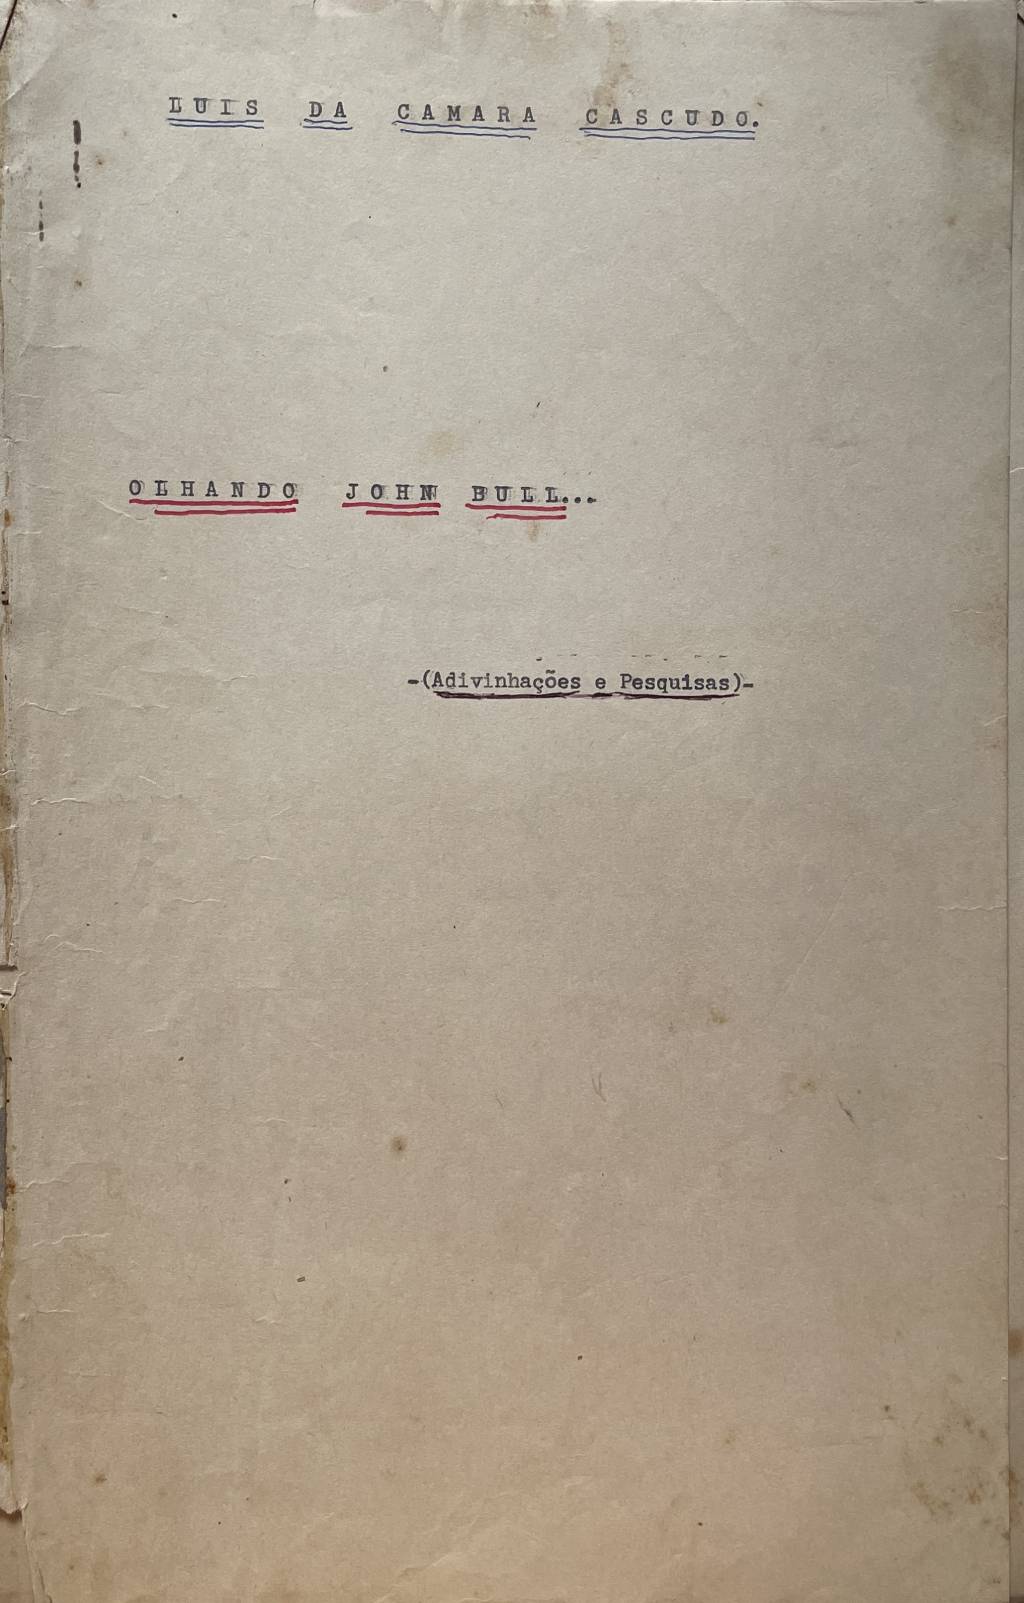 LUIS DA CAMARA CASCUDO.
OLHANDO JOHN BULL...
-(Adivinhações e Pesquisas)-